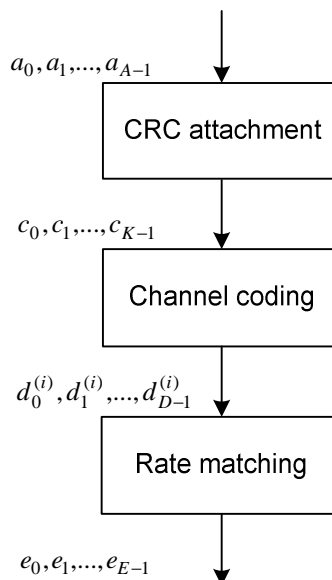 a_0, a_1,..., a_{A-1}
CRC attachment
c_0, c_1,..., c_{K-1}
Channel coding
d_0^{(i)}, d_1^{(i)},..., d_{D-1}^{(i)}
Rate matching
e_0, e_1,..., e_{E-1}